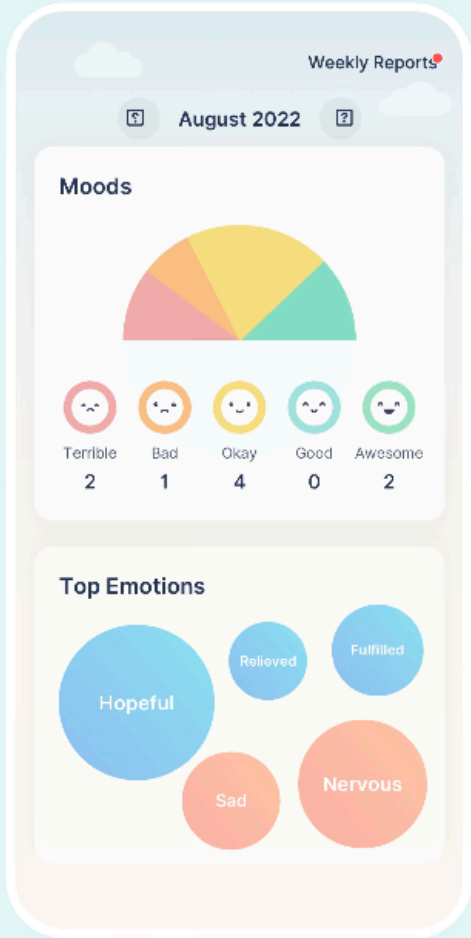 Weekly Reports
August 2022
Moods
Terrible Bad Okay Good Awesome
2 1 4 0 2
Top Emotions
Hopeful
Relieved
Fulfilled
Sad
Nervous